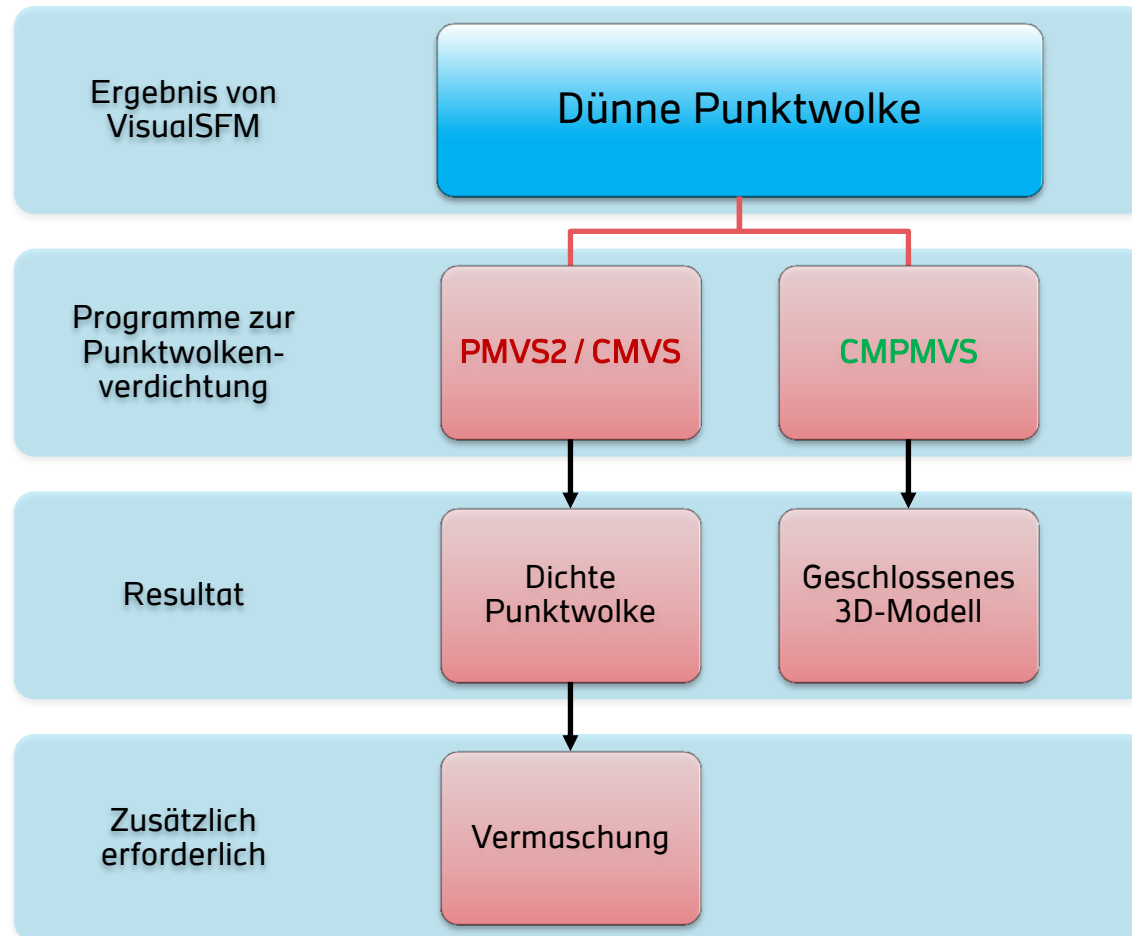 Ergebnis von
VisualSFM
Dünne Punktwolke
Programme zur
Punktwolken-
verdichtung
PMVS2 / CMVS
CMPMVS
Resultat
Dichte
Punktwolke
Geschlossenes
3D-Modell
Zusätzlich
erforderlich
Vermaschung